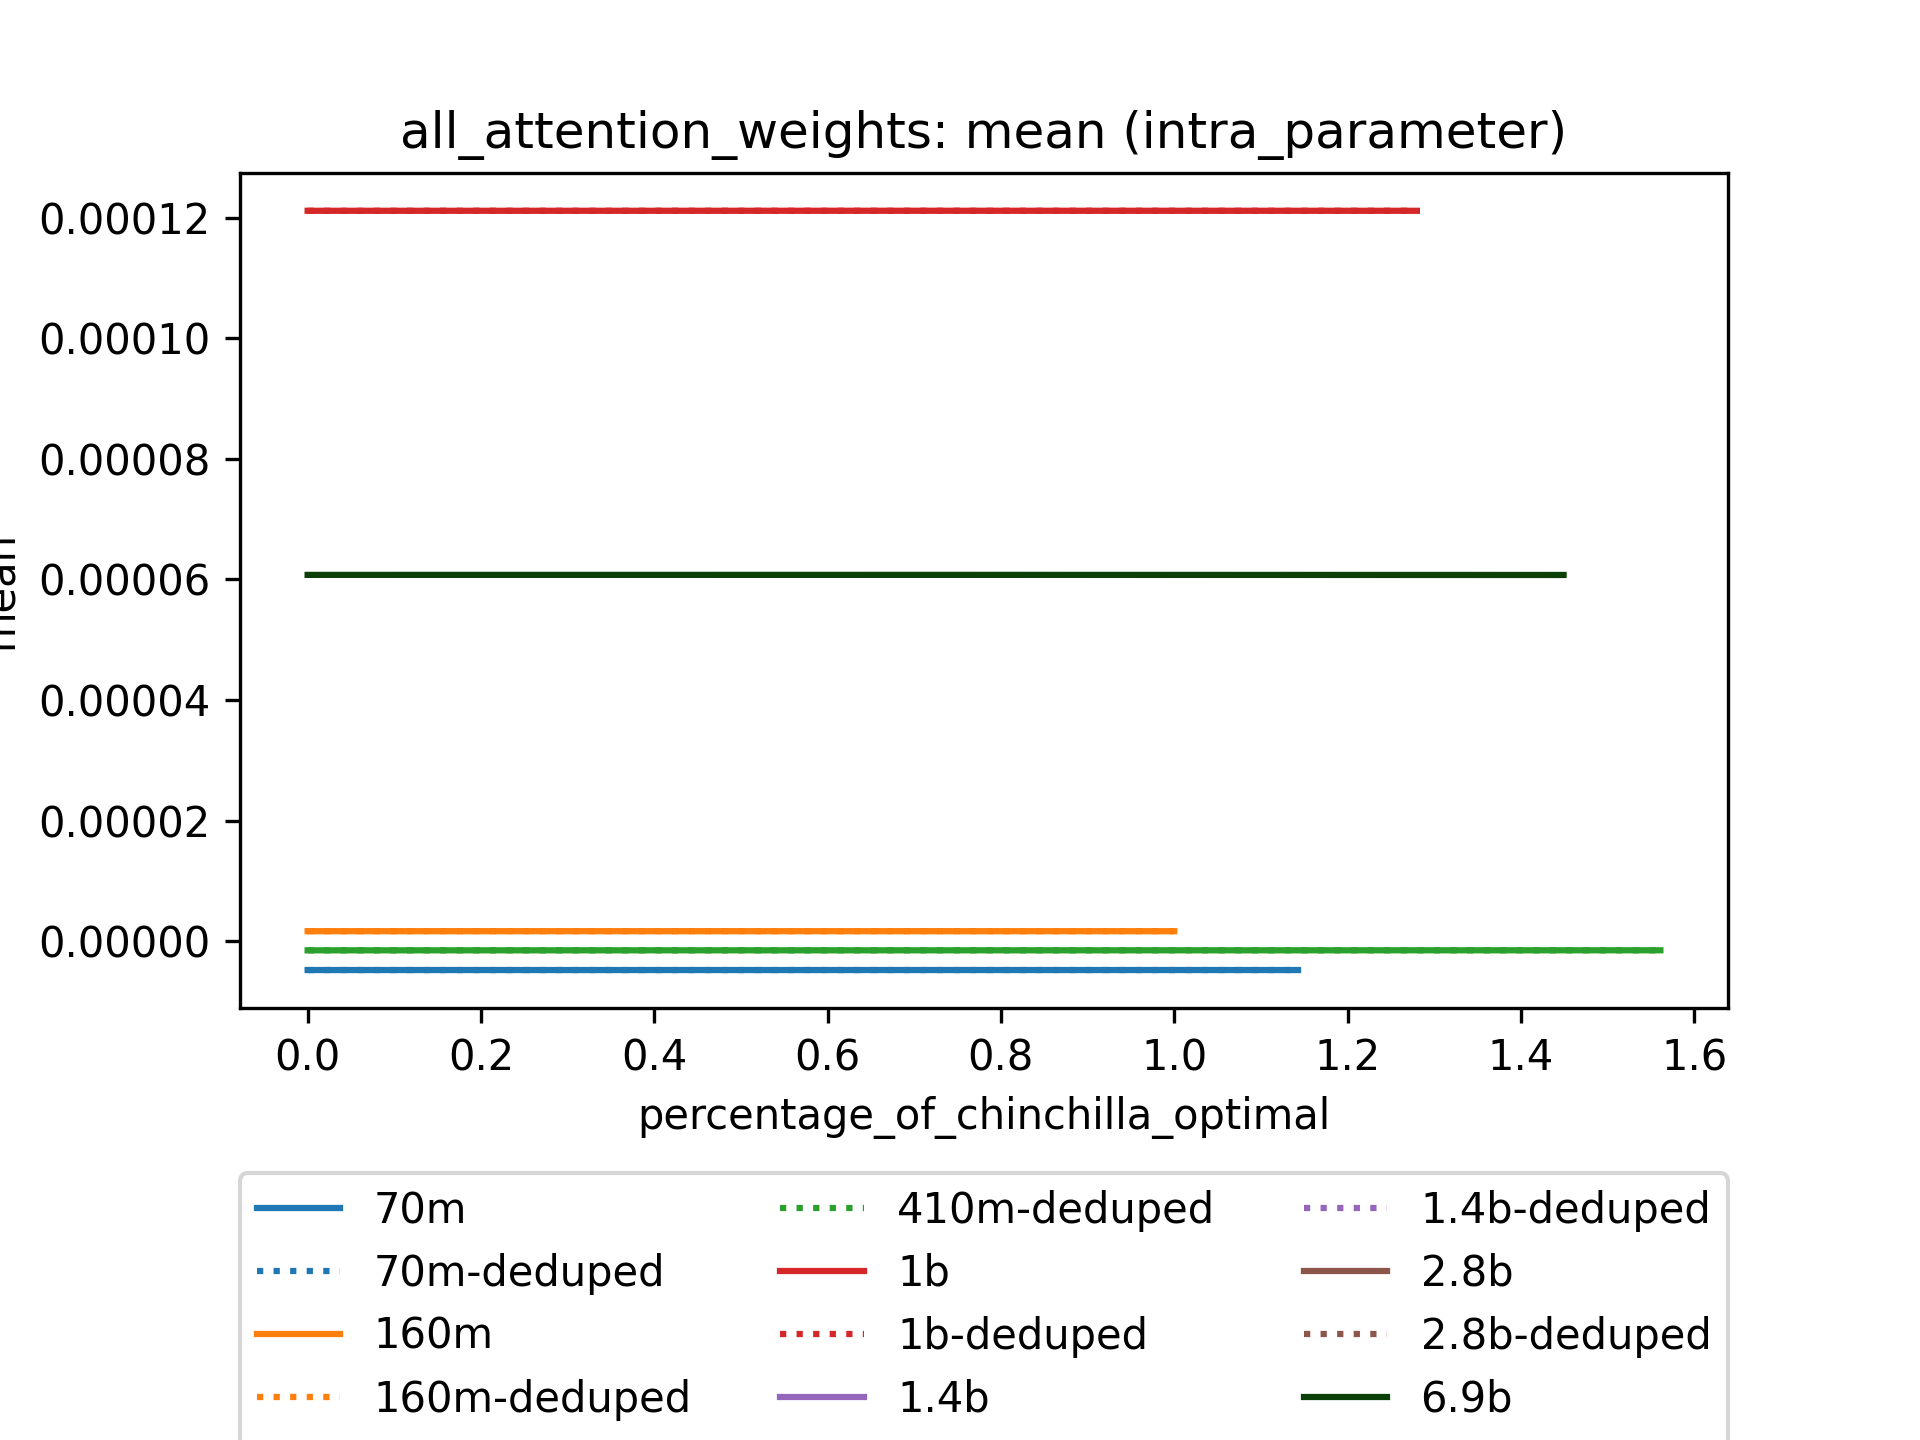 all_attention_weights: mean (intra_parameter)
0.00012
0.00010
0.00008
0.00006
0.00004
0.00002
0.00000
mean
0.0 0.2 0.4 0.6 0.8 1.0 1.2 1.4 1.6
percentage_of_chinchilla_optimal
70m 410m-deduped 1.4b-deduped
70m-deduped 1b 2.8b
160m 1b-deduped 2.8b-deduped
160m-deduped 1.4b 6.9b